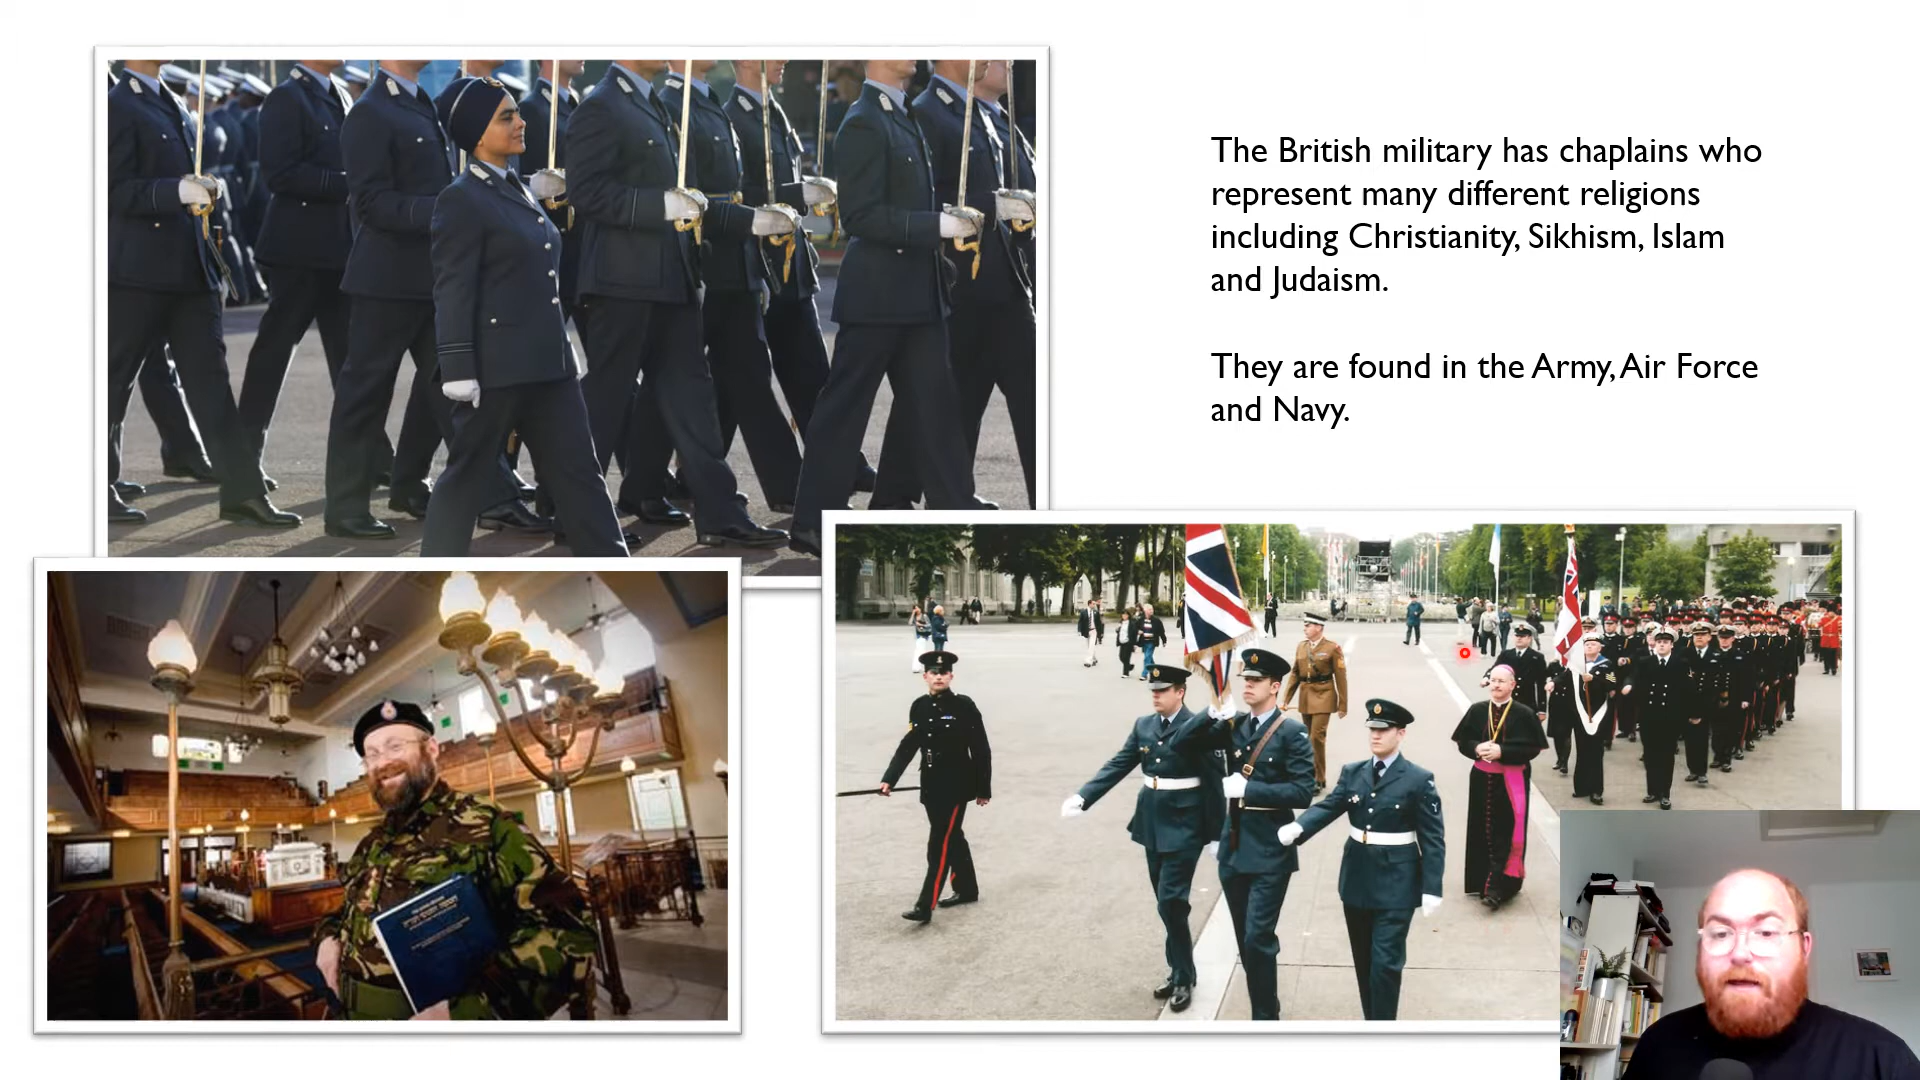 The British military has chaplains who
represent many different religions
including Christianity, Sikhism, Islam
and Judaism.
They are found in the Army, Air Force
and Navy.